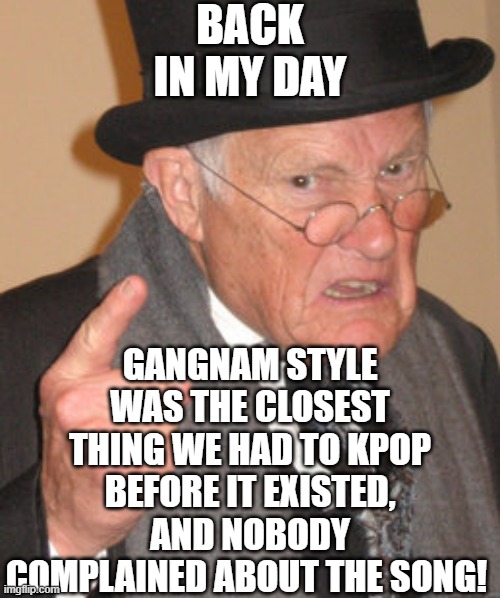 BACK
IN MY DAY
GANGNAM STYLE
WAS THE CLOSEST
THING WE HAD TO KPOP
BEFORE IT EXISTED,
AND NOBODY
COMPLAINED ABOUT THE SONG!
imgflip.com